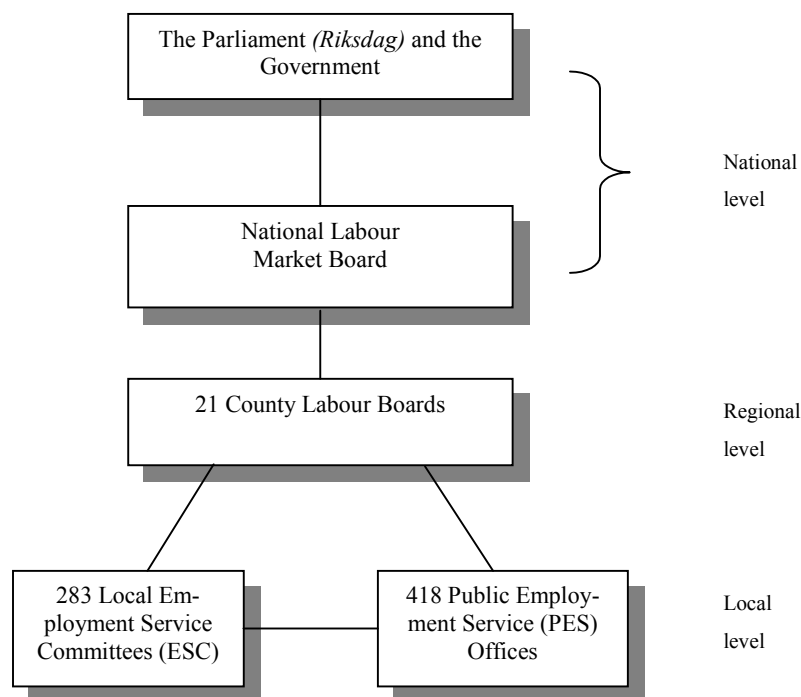 The Parliament (Riksdag) and the
Government
National
level
National Labour
Market Board
21 County Labour Boards
Regional
level
283 Local Em-
ployment Service
Committees (ESC)
418 Public Employ-
ment Service (PES)
Offices
Local
level